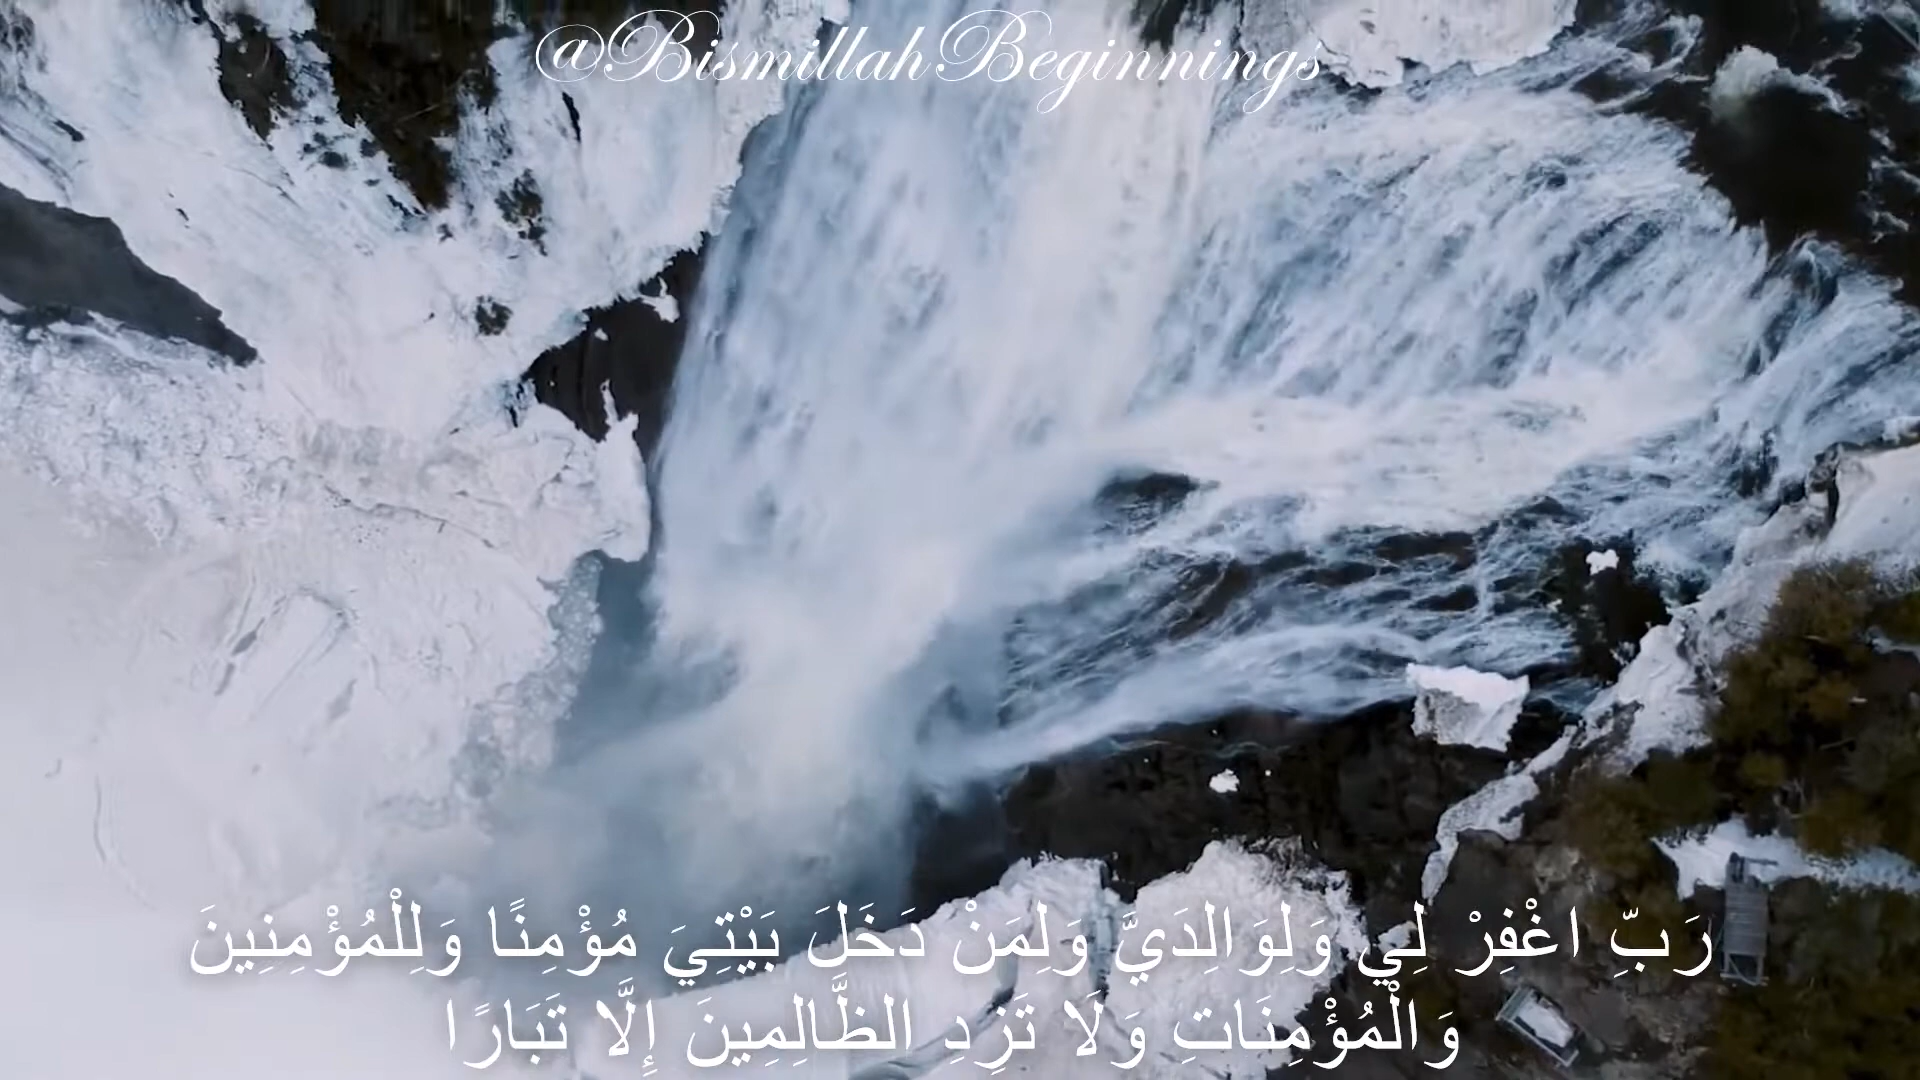 @BismillahBeginnings
رَبِّ اغْفِرْ لِي وَلِوَالِدَيَّ وَلِمَنْ دَخَلَ بَيْتِيَ مُؤْمِنًا وَلِلْمُؤْمِنِينَ
وَالْمُؤْمِنَاتِ وَلَا تَزِدِ الظَّالِمِينَ إِلَّا تَبَارًا